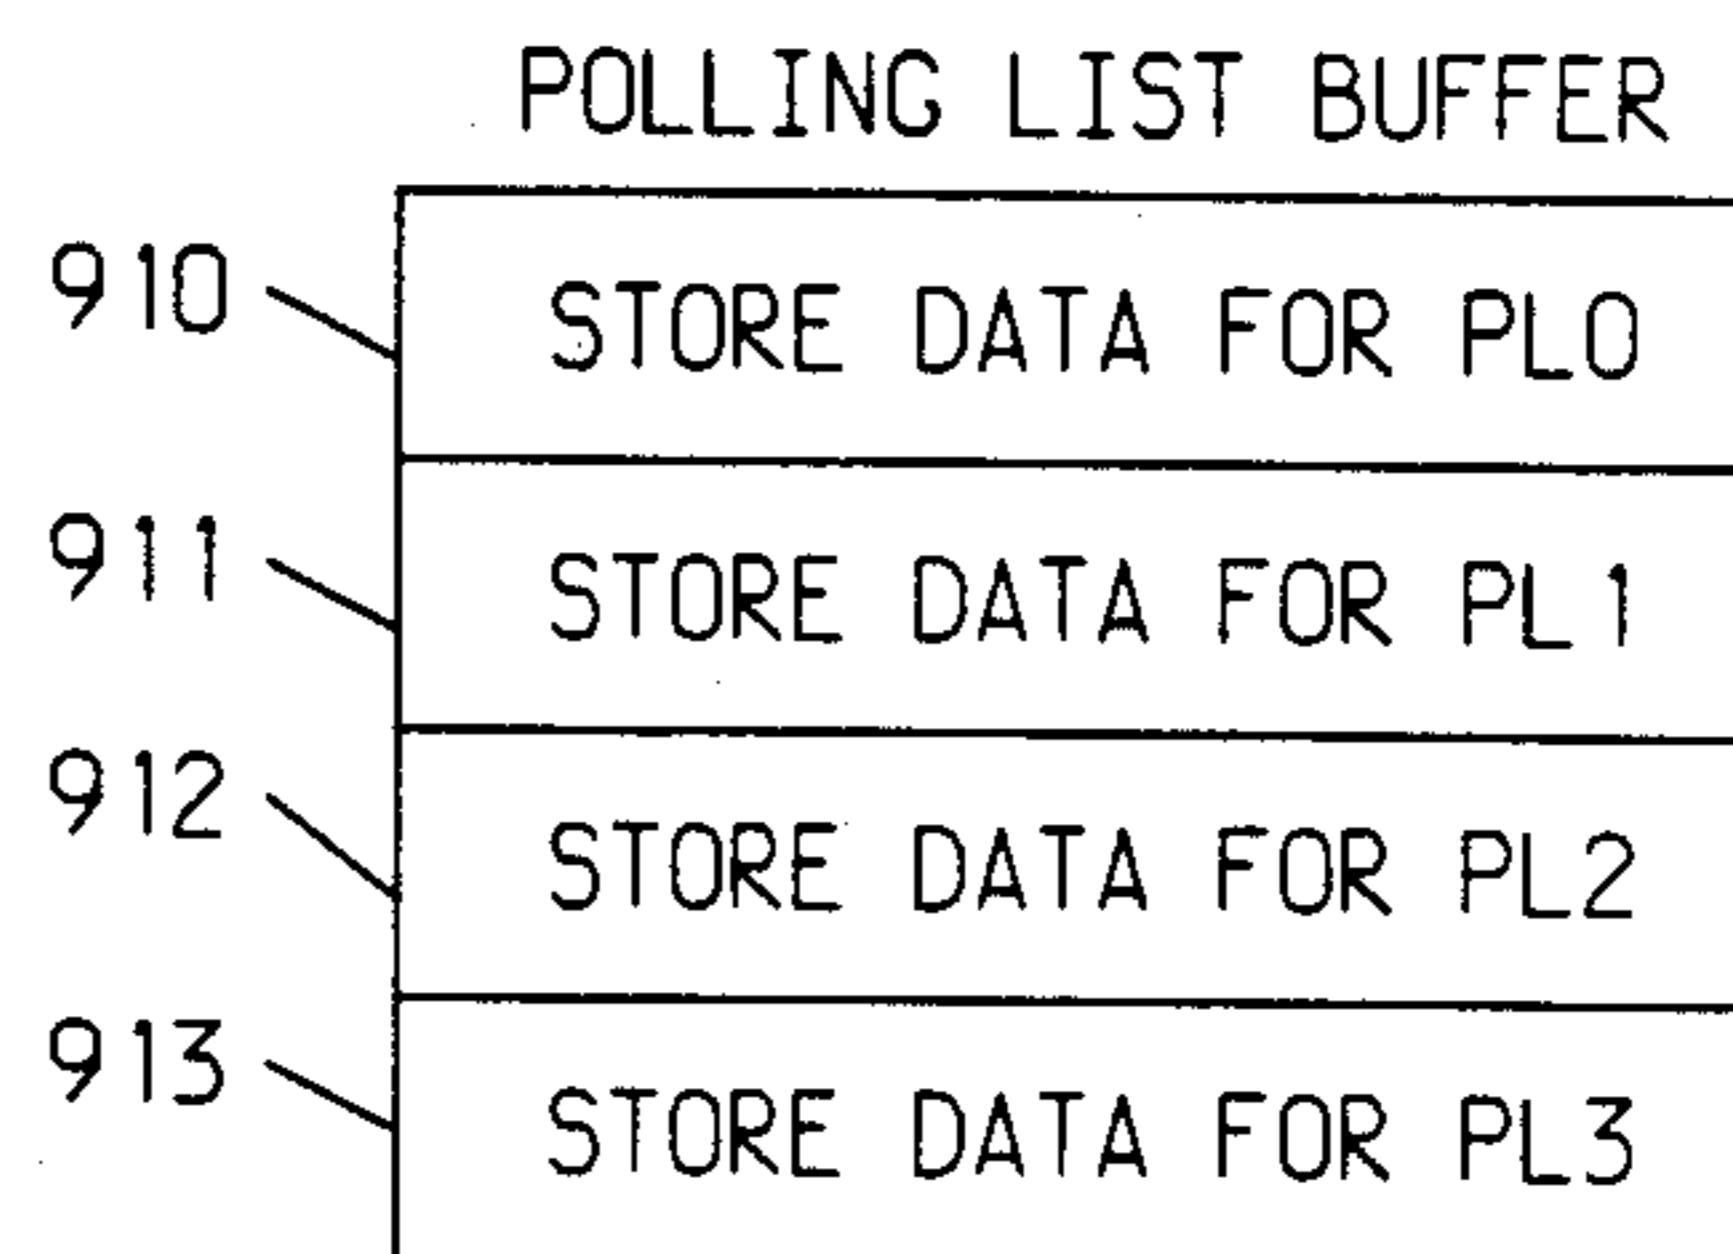 POLLING LIST BUFFER
910 STORE DATA FOR PL0
911 STORE DATA FOR PL1
912 STORE DATA FOR PL2
913 STORE DATA FOR PL3